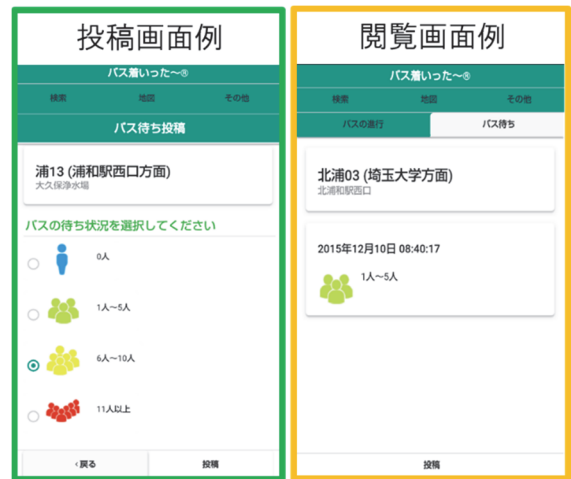 投稿画面例
バス着いった～®
検索 地図 その他
バス待ち投稿
浦13 (浦和駅西口方面)
大久保浄水場
バスの待ち状況を選択してください
0人
1人～5人
6人～10人
11人以上
‹戻る 投稿
閲覧画面例
バス着いった～®
検索 地図 その他
バスの進行 バス待ち
北浦03 (埼玉大学方面)
北浦和駅西口
2015年12月10日 08:40:17
1人～5人
投稿